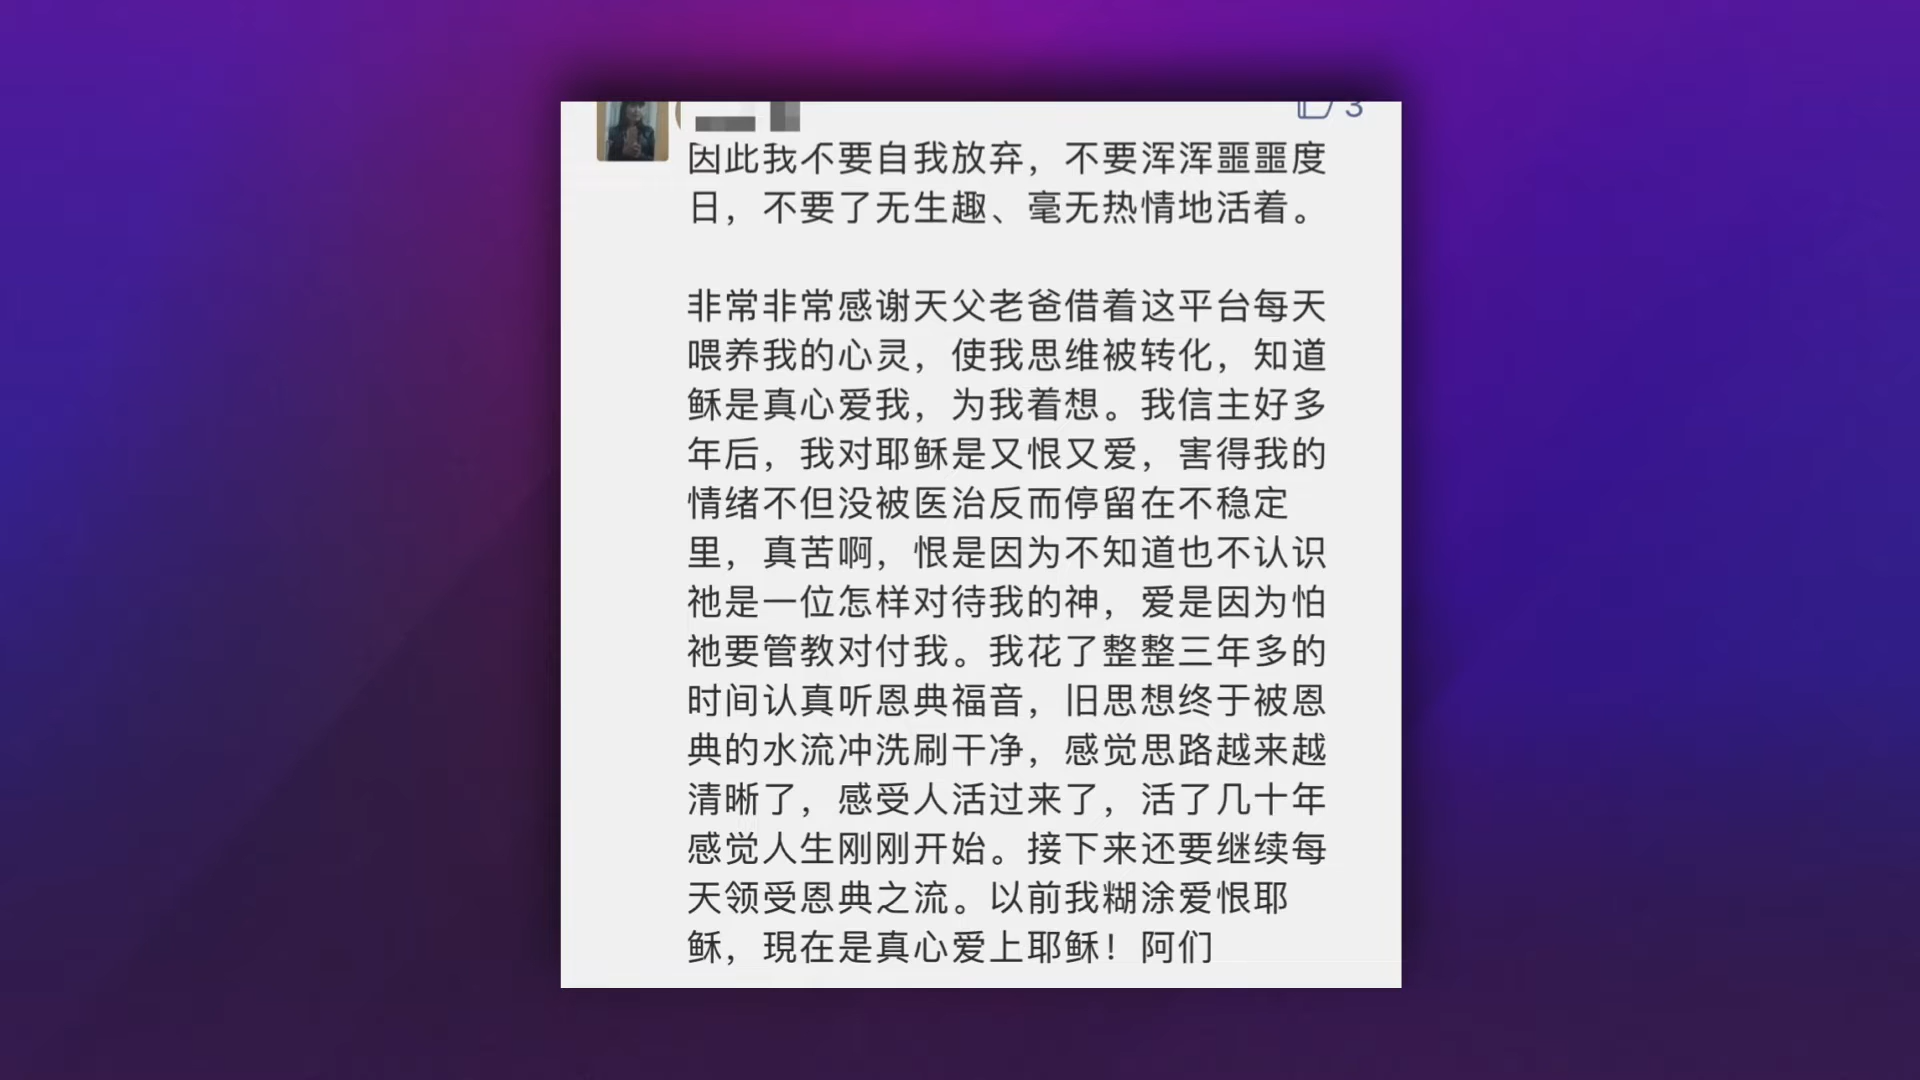 3
因此我不要自我放弃，不要浑浑噩噩度
日，不要了无生趣、毫无热情地活着。
非常非常感谢天父老爸借着这平台每天
喂养我的心灵，使我思维被转化，知道
稣是真心爱我，为我着想。我信主好多
年后，我对耶稣是又恨又爱，害得我的
情绪不但没被医治反而停留在不稳定
里，真苦啊，恨是因为不知道也不认识
祂是一位怎样对待我的神，爱是因为怕
祂要管教对付我。我花了整整三年多的
时间认真听恩典福音，旧思想终于被恩
典的水流冲洗刷干净，感觉思路越来越
清晰了，感受人活过来了，活了几十年
感觉人生刚刚开始。接下来还要继续每
天领受恩典之流。以前我糊涂爱恨耶
稣，現在是真心爱上耶稣！阿们